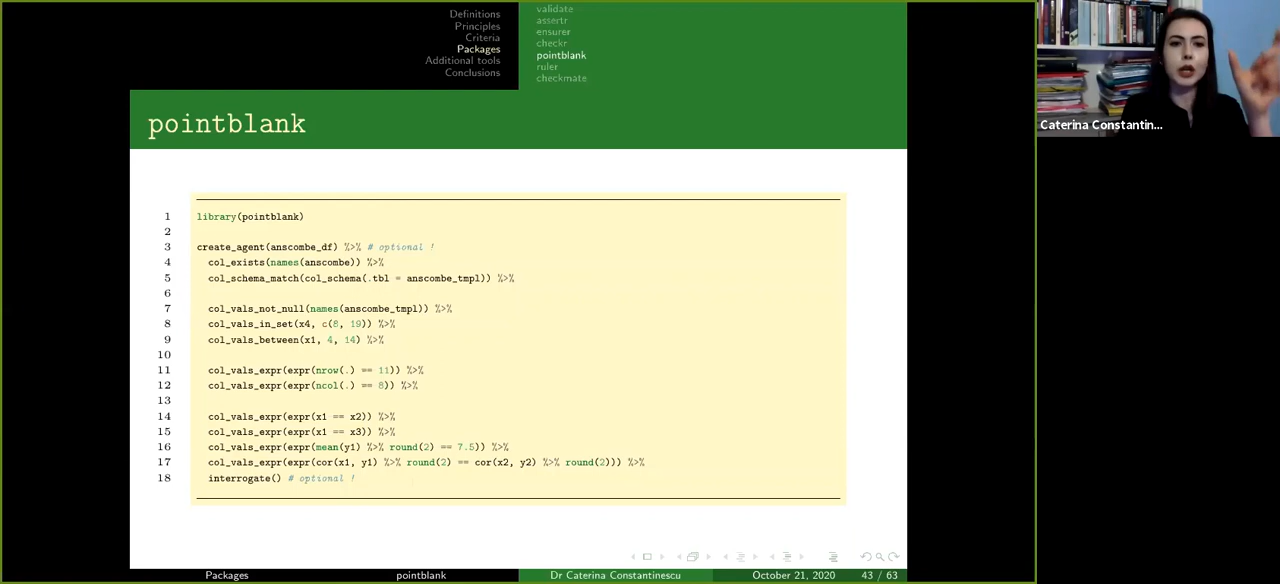 Definitions
Principles
Criteria
Packages
Additional tools
Conclusions
validate
assertr
ensurer
checkr
pointblank
ruler
checkmate
Caterina Constantin...
pointblank
1 library(pointblank)
2
3 create_agent(anscombe_df) %>% # optional !
4 col_exists(names(anscombe)) %>%
5 col_schema_match(col_schema(.tbl = anscombe_tmpl)) %>%
6
7 col_vals_not_null(names(anscombe_tmpl)) %>%
8 col_vals_in_set(x4, c(8, 19)) %>%
9 col_vals_between(x1, 4, 14) %>%
10
11 col_vals_expr(expr(nrow(.) == 11)) %>%
12 col_vals_expr(expr(ncol(.) == 8)) %>%
13
14 col_vals_expr(expr(x1 == x2)) %>%
15 col_vals_expr(expr(x1 == x3)) %>%
16 col_vals_expr(expr(mean(y1) %>% round(2) == 7.5)) %>%
17 col_vals_expr(expr(cor(x1, y1) %>% round(2) == cor(x2, y2) %>% round(2))) %>%
18 interrogate() # optional !
Packages pointblank Dr Caterina Constantinescu October 21, 2020 43 / 63